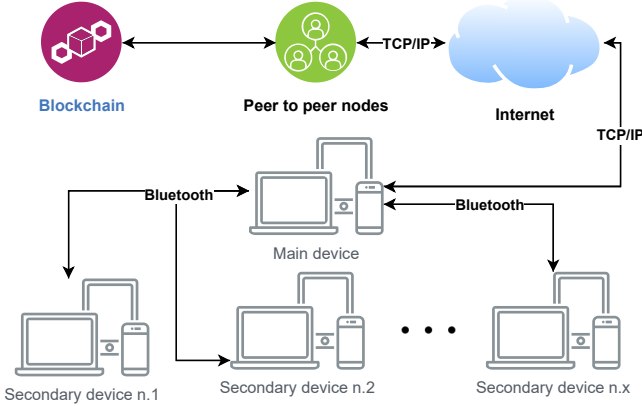 TCP/IP
Blockchain
Peer to peer nodes
Internet
TCP/IP
Bluetooth
Bluetooth
Main device
Secondary device n.1
Secondary device n.2
Secondary device n.x